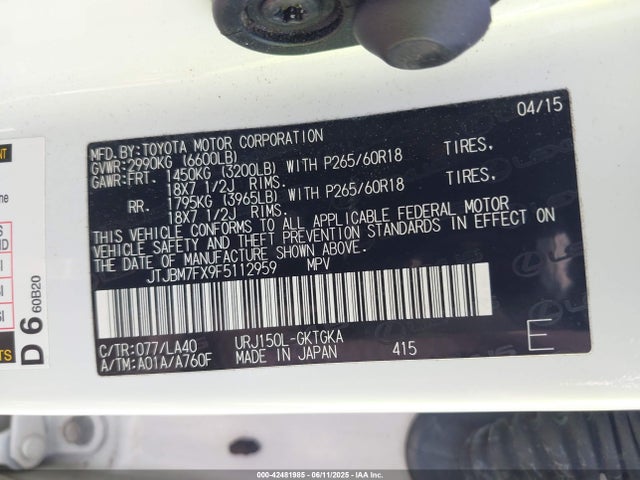 04/15
MFD. BY: TOYOTA MOTOR CORPORATION
GVWR: 2990KG (6600LB)
GAWR: FRT. 1450KG (3200LB) WITH P265/60R18 TIRES,
18X7 1/2J RIMS.
RR. 1795KG (3965LB) WITH P265/60R18 TIRES,
18X7 1/2J RIMS.
THIS VEHICLE CONFORMS TO ALL APPLICABLE FEDERAL MOTOR
VEHICLE SAFETY AND THEFT PREVENTION STANDARDS IN EFFECT ON
THE DATE OF MANUFACTURE SHOWN ABOVE.
JTJBM7FX9F5112959 MPV
C/TR: 077/LA40 URJ150L-GKTGKA
A/TM: A01A/A760F MADE IN JAPAN 415 E
D 6 60B20
LEXUS
000-42481985 - 06/11/2025 - IAAI